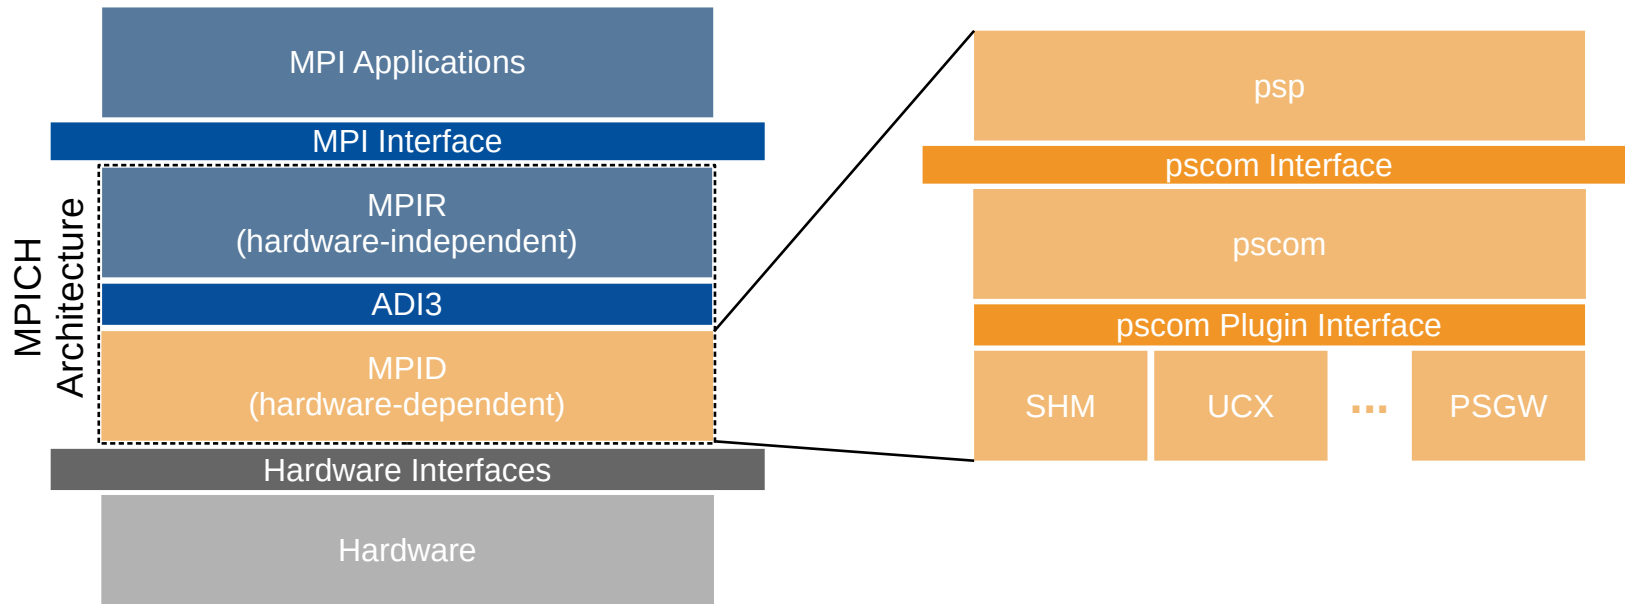 MPI Applications
MPI Interface
MPICH
Architecture
MPIR
(hardware-independent)
ADI3
MPID
(hardware-dependent)
Hardware Interfaces
Hardware
psp
pscom Interface
pscom
pscom Plugin Interface
SHM
UCX
...
PSGW